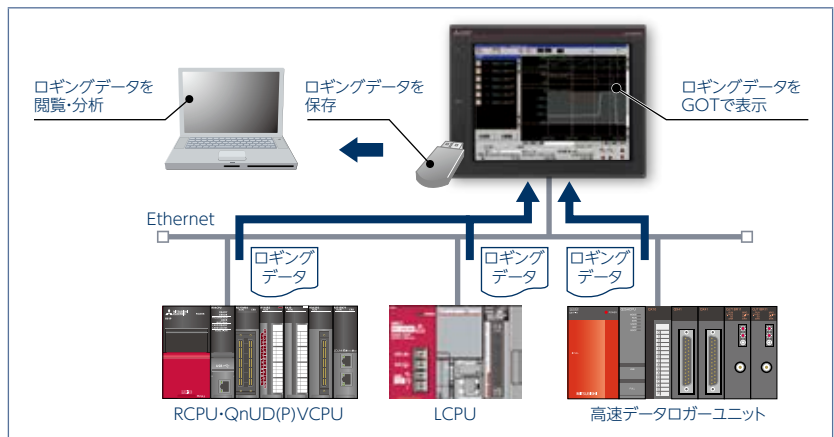 ロギングデータを
閲覧・分析
ロギングデータを
保存
ロギングデータを
GOTで表示
Ethernet
ロギング
データ
ロギング
データ
ロギング
データ
RCPU・QnUD(P)VCPU
LCPU
高速データロガーユニット